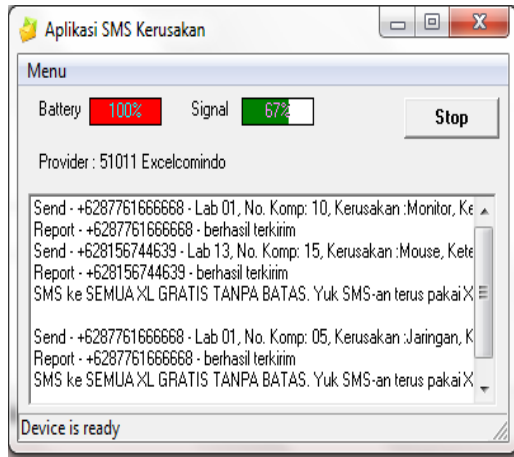 Aplikasi SMS Kerusakan
Menu
Battery 100% Signal 67% Stop
Provider : 51011 Excelcomindo
Send - +6287761666668 - Lab 01, No. Komp: 10, Kerusakan :Monitor, Ke
Report - +6287761666668 - berhasil terkirim
Send - +628156744639 - Lab 13, No. Komp: 15, Kerusakan :Mouse, Kete
Report - +628156744639 - berhasil terkirim
SMS ke SEMUA XL GRATIS TANPA BATAS. Yuk SMS-an terus pakai X
Send - +6287761666668 - Lab 01, No. Komp: 05, Kerusakan :Jaringan, K
Report - +6287761666668 - berhasil terkirim
SMS ke SEMUA XL GRATIS TANPA BATAS. Yuk SMS-an terus pakai X
Device is ready